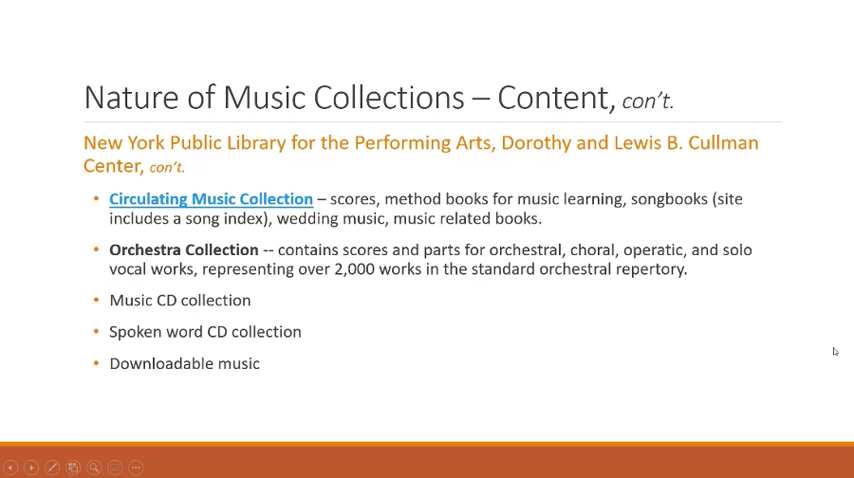 Nature of Music Collections – Content, con't.
New York Public Library for the Performing Arts, Dorothy and Lewis B. Cullman
Center, con't.
• Circulating Music Collection – scores, method books for music learning, songbooks (site
includes a song index), wedding music, music related books.
• Orchestra Collection -- contains scores and parts for orchestral, choral, operatic, and solo
vocal works, representing over 2,000 works in the standard orchestral repertory.
• Music CD collection
• Spoken word CD collection
• Downloadable music